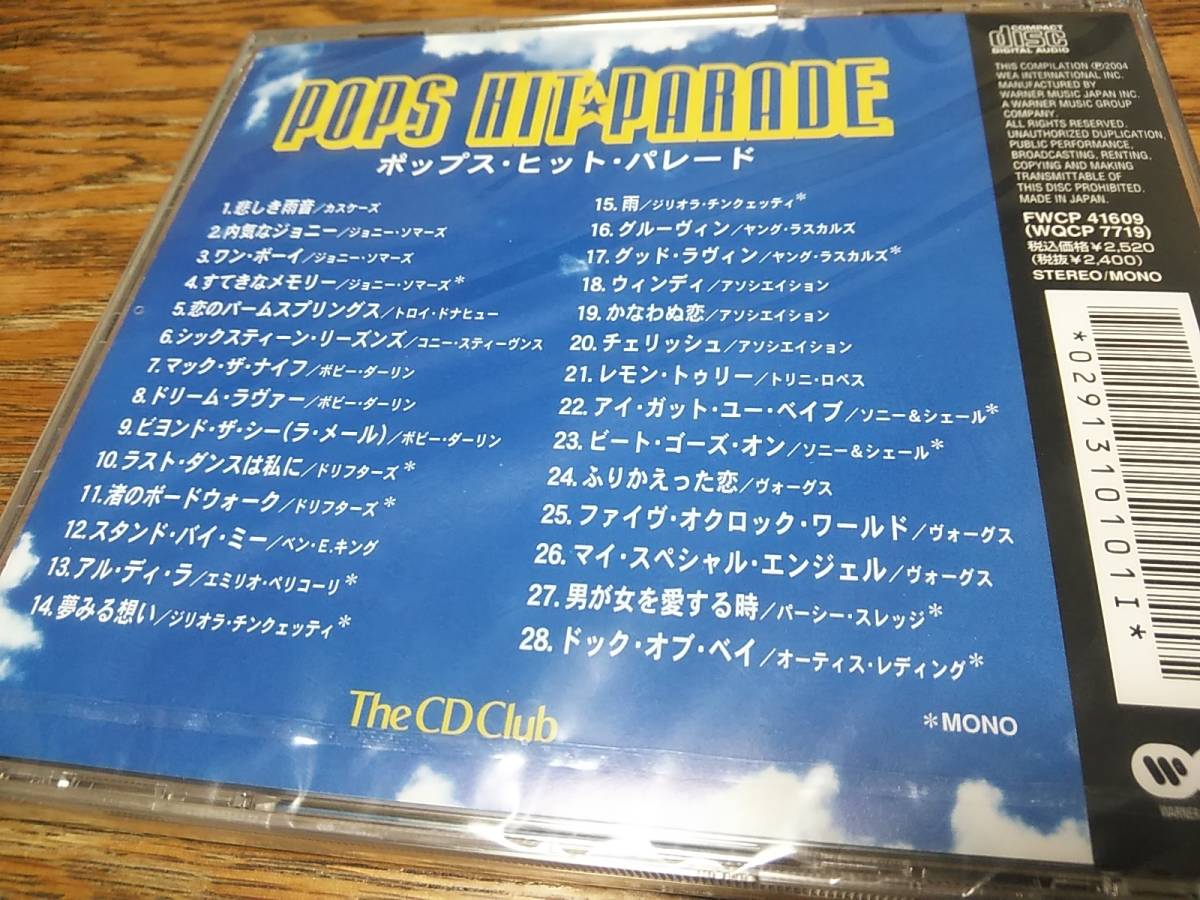 POPS HIT★PARADE
ポップス・ヒット・パレード
1.悲しき雨音/カスケーズ
2.内気なジョニー/ジョニー・ソマーズ
3.ワン・ボーイ/ジョニー・ソマーズ
4.すてきなメモリー/ジョニー・ソマーズ*
5.恋のパームスプリングス/トロイ・ドナヒュー
6.シックスティーン・リーズンズ/コニー・スティーヴンス
7.マック・ザ・ナイフ/ボビー・ダーリン
8.ドリーム・ラヴァー/ボビー・ダーリン
9.ビヨンド・ザ・シー(ラ・メール)/ボビー・ダーリン
10.ラスト・ダンスは私に/ドリフターズ*
11.渚のボードウォーク/ドリフターズ*
12.スタンド・バイ・ミー/ベン・E.キング
13.アル・ディ・ラ/エミリオ・ペリコーリ*
14.夢みる想い/ジリオラ・チンクェッティ*
15.雨/ジリオラ・チンクェッティ*
16.グルーヴィン/ヤング・ラスカルズ
17.グッド・ラヴィン/ヤング・ラスカルズ*
18.ウィンディ/アソシエイション
19.かなわぬ恋/アソシエイション
20.チェリッシュ/アソシエイション
21.レモン・トゥリー/トリニ・ロペス
22.アイ・ガット・ユー・ベイブ/ソニー&シェール*
23.ビート・ゴーズ・オン/ソニー&シェール*
24.ふりかえった恋/ヴォーグス
25.ファイヴ・オクロック・ワールド/ヴォーグス
26.マイ・スペシャル・エンジェル/ヴォーグス
27.男が女を愛する時/パーシー・スレッジ*
28.ドック・オブ・ベイ/オーティス・レディング*
The CD Club
*MONO
COMPACT
disc
DIGITAL AUDIO
THIS COMPILATION ℗2004
WEA INTERNATIONAL INC.
MANUFACTURED BY
WARNER MUSIC JAPAN INC.
A WARNER MUSIC GROUP
COMPANY.
ALL RIGHTS RESERVED.
UNAUTHORIZED DUPLICATION,
PUBLIC PERFORMANCE,
BROADCASTING, RENTING,
COPYING AND MAKING
TRANSMITTABLE OF
THIS DISC PROHIBITED.
MADE IN JAPAN.
FWCP 41609
(WQCP 7719)
税込価格¥2,520
(税抜¥2,400)
STEREO/MONO
*0291310101I*